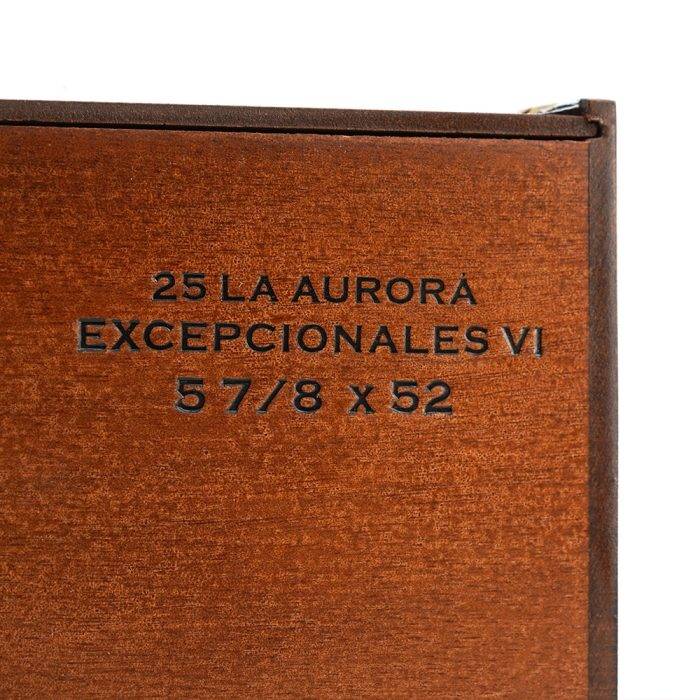 25 LA AURORA
EXCEPCIONALES VI
5 7/8 x 52